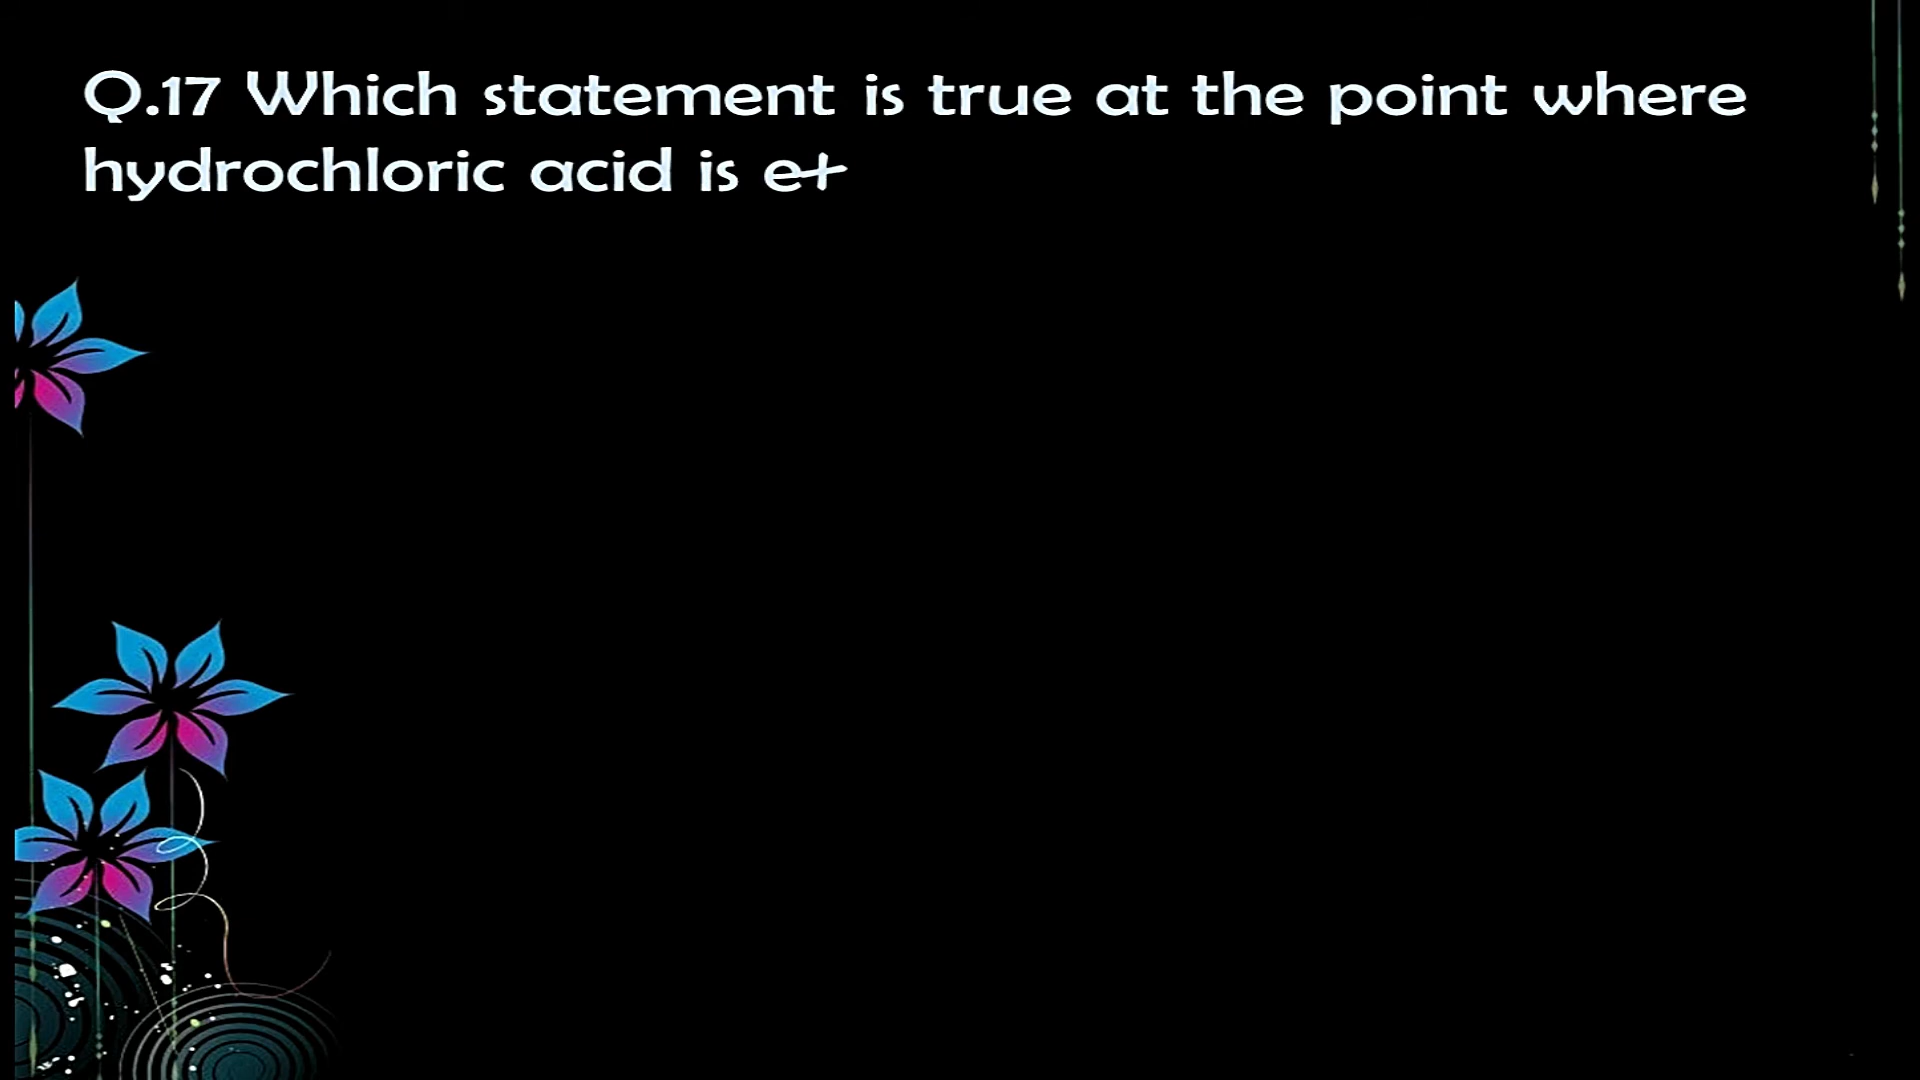 Q.17 Which statement is true at the point where
hydrochloric acid is